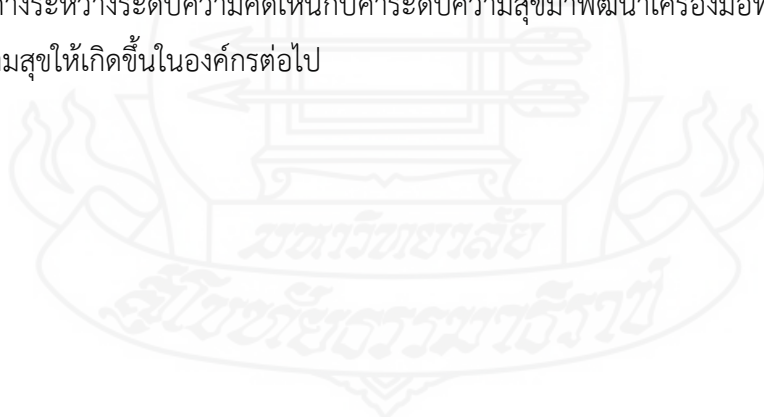 างระหว่างระดับความคิดเห็นกับค่าระดับความสุขมาพัฒนาเครื่องมือ
มสุขให้เกิดขึ้นในองค์กรต่อไป
มหาวิทยาลัย
สุโขทัยธรรมาธิราช